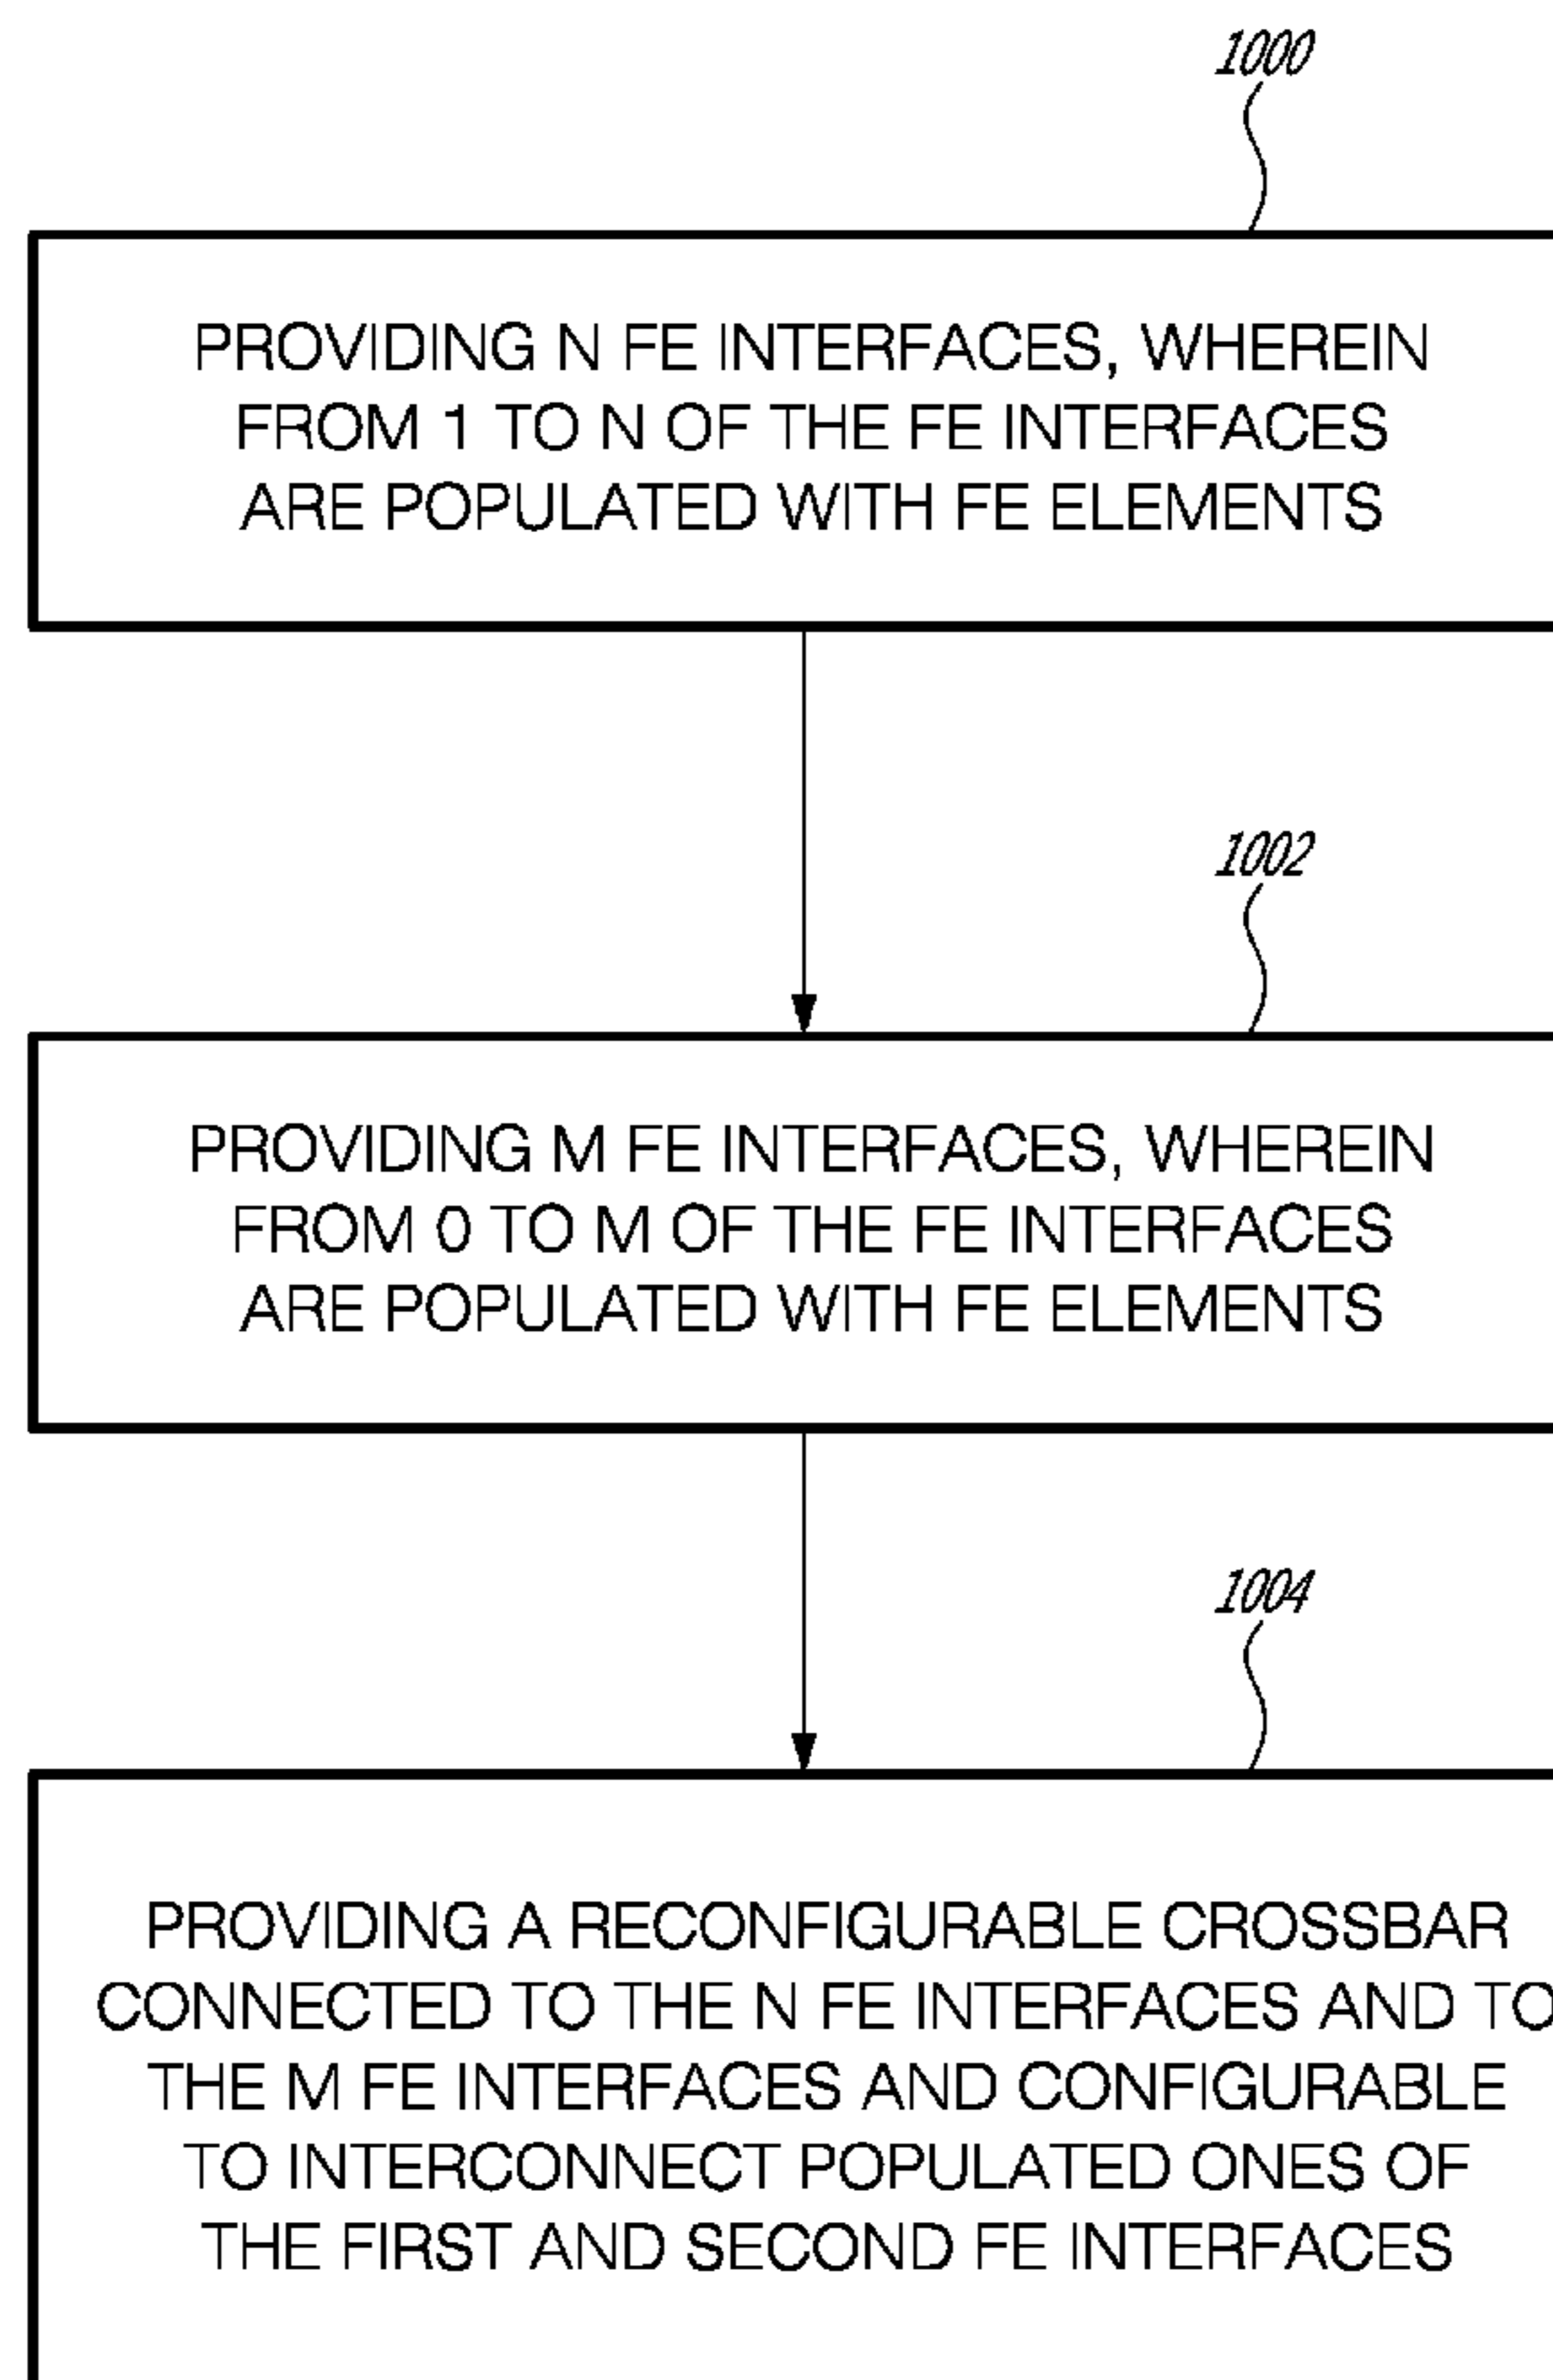 1000
PROVIDING N FE INTERFACES, WHEREIN
FROM 1 TO N OF THE FE INTERFACES
ARE POPULATED WITH FE ELEMENTS
1002
PROVIDING M FE INTERFACES, WHEREIN
FROM 0 TO M OF THE FE INTERFACES
ARE POPULATED WITH FE ELEMENTS
1004
PROVIDING A RECONFIGURABLE CROSSBAR
CONNECTED TO THE N FE INTERFACES AND TO
THE M FE INTERFACES AND CONFIGURABLE
TO INTERCONNECT POPULATED ONES OF
THE FIRST AND SECOND FE INTERFACES